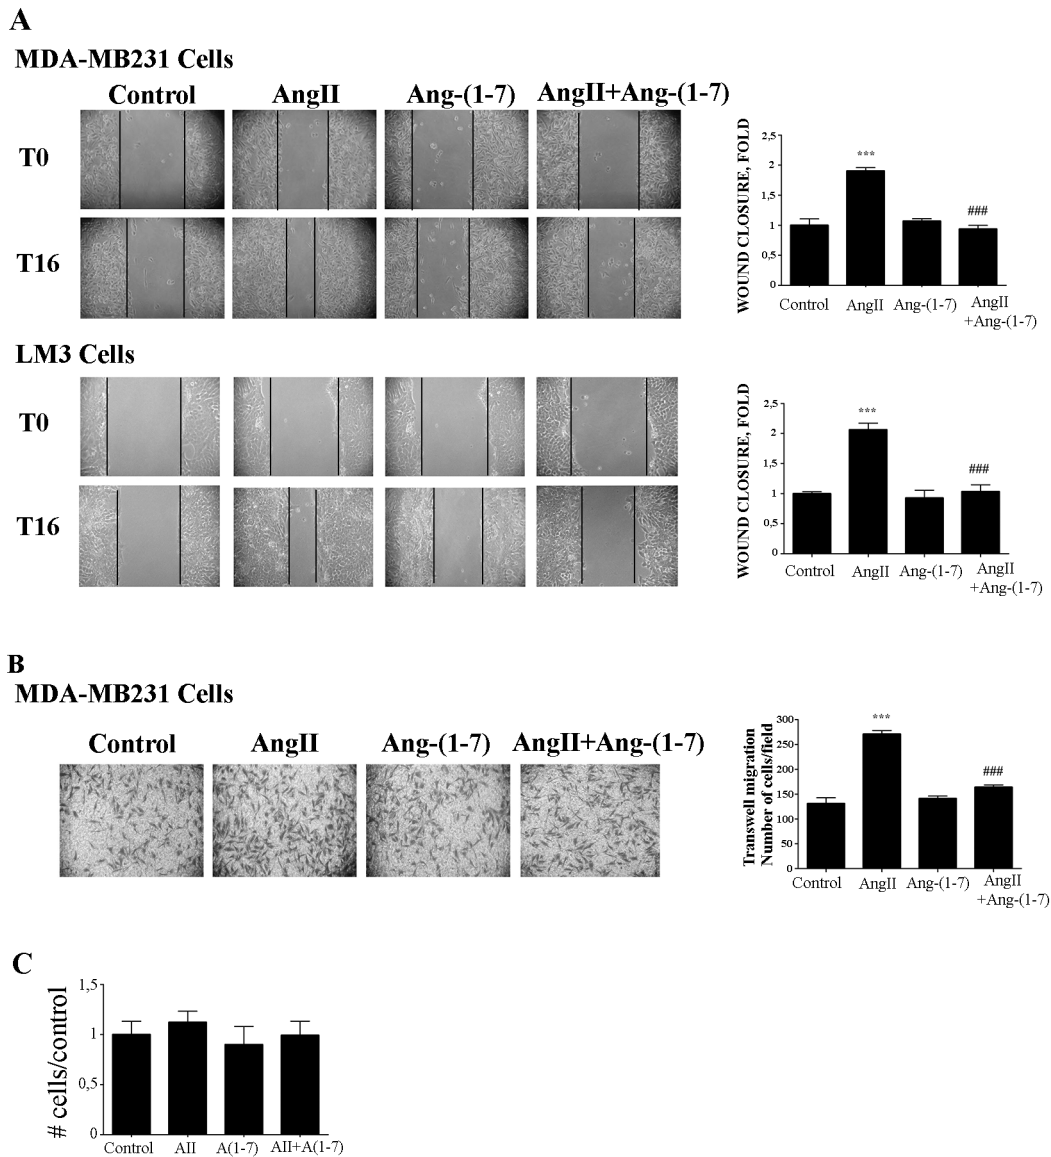 A
MDA-MB231 Cells
Control AngII Ang-(1-7) AngII+Ang-(1-7)
T0
T16
WOUND CLOSURE, FOLD
2,5
2
1,5
1
0,5
0
***
###
Control AngII Ang-(1-7) AngII
+Ang-(1-7)
LM3 Cells
T0
T16
WOUND CLOSURE, FOLD
2,5
2
1,5
1
0,5
0
***
###
Control AngII Ang-(1-7) AngII
+Ang-(1-7)
B
MDA-MB231 Cells
Control AngII Ang-(1-7) AngII+Ang-(1-7)
Transwell migration
Number of cells/field
300
250
200
150
100
50
0
***
###
Control AngII Ang-(1-7) AngII
+Ang-(1-7)
C
# cells/control
1,5
1
0,5
0
Control AII A(1-7) AII+A(1-7)